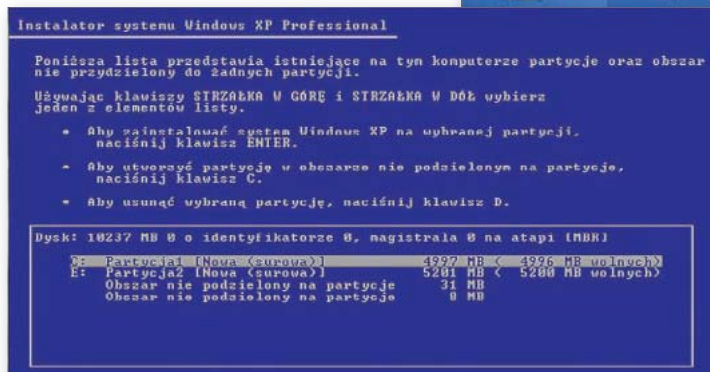 Instalator systemu Windows XP Professional
Poniższa lista przedstawia istniejące na tym komputerze partycje oraz obszar
nie przydzielony do żadnych partycji.
Używając klawiszy STRZAŁKA W GÓRĘ i STRZAŁKA W DÓŁ wybierz
jeden z elementów listy.
• Aby zainstalować system Windows XP na wybranej partycji,
naciśnij klawisz ENTER.
• Aby utworzyć partycję w obszarze nie podzielonym na partycje,
naciśnij klawisz C.
• Aby usunąć wybraną partycję, naciśnij klawisz D.
Dysk: 10237 MB 0 o identyfikatorze 0, magistrala 0 na atapi [MBR]
C: Partycja1 [Nowa (surowa)] 4997 MB ( 4996 MB wolnych)
E: Partycja2 [Nowa (surowa)] 5201 MB ( 5200 MB wolnych)
Obszar nie podzielony na partycje 31 MB
Obszar nie podzielony na partycje 8 MB